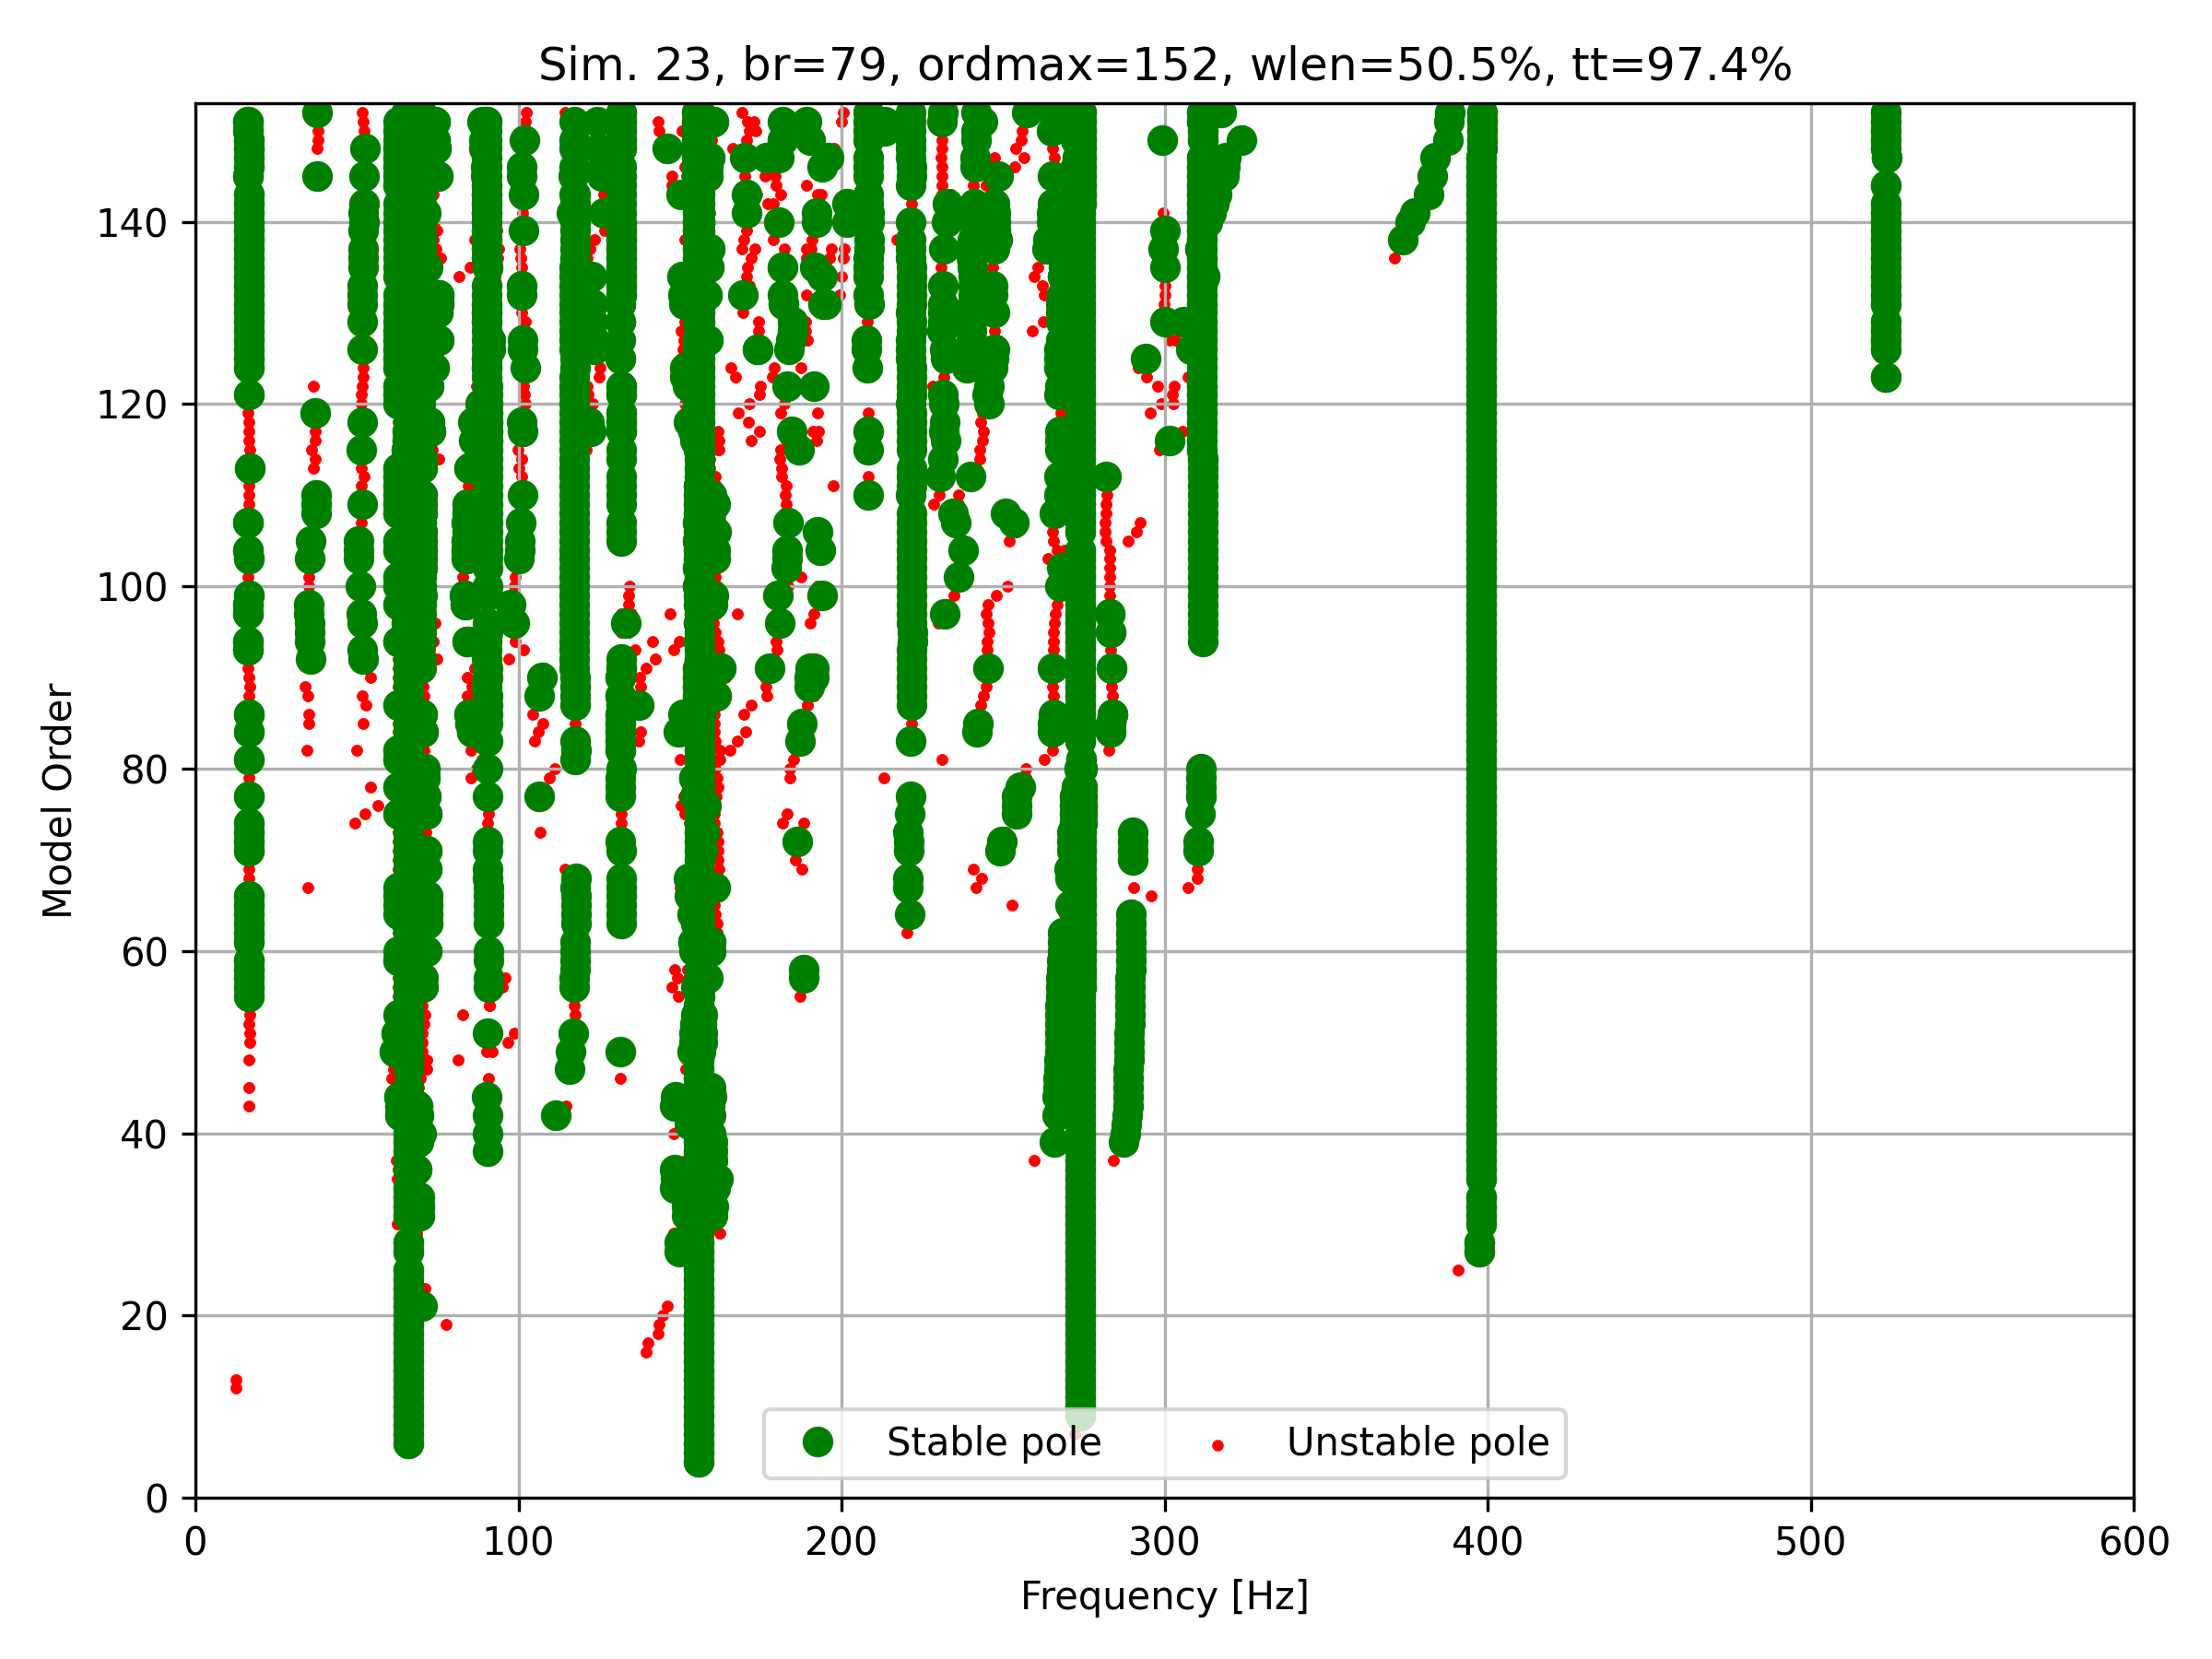 Sim. 23, br=79, ordmax=152, wlen=50.5%, tt=97.4%
Model Order
140
120
100
80
60
40
20
0
Stable pole
Unstable pole
0 100 200 300 400 500 600
Frequency [Hz]